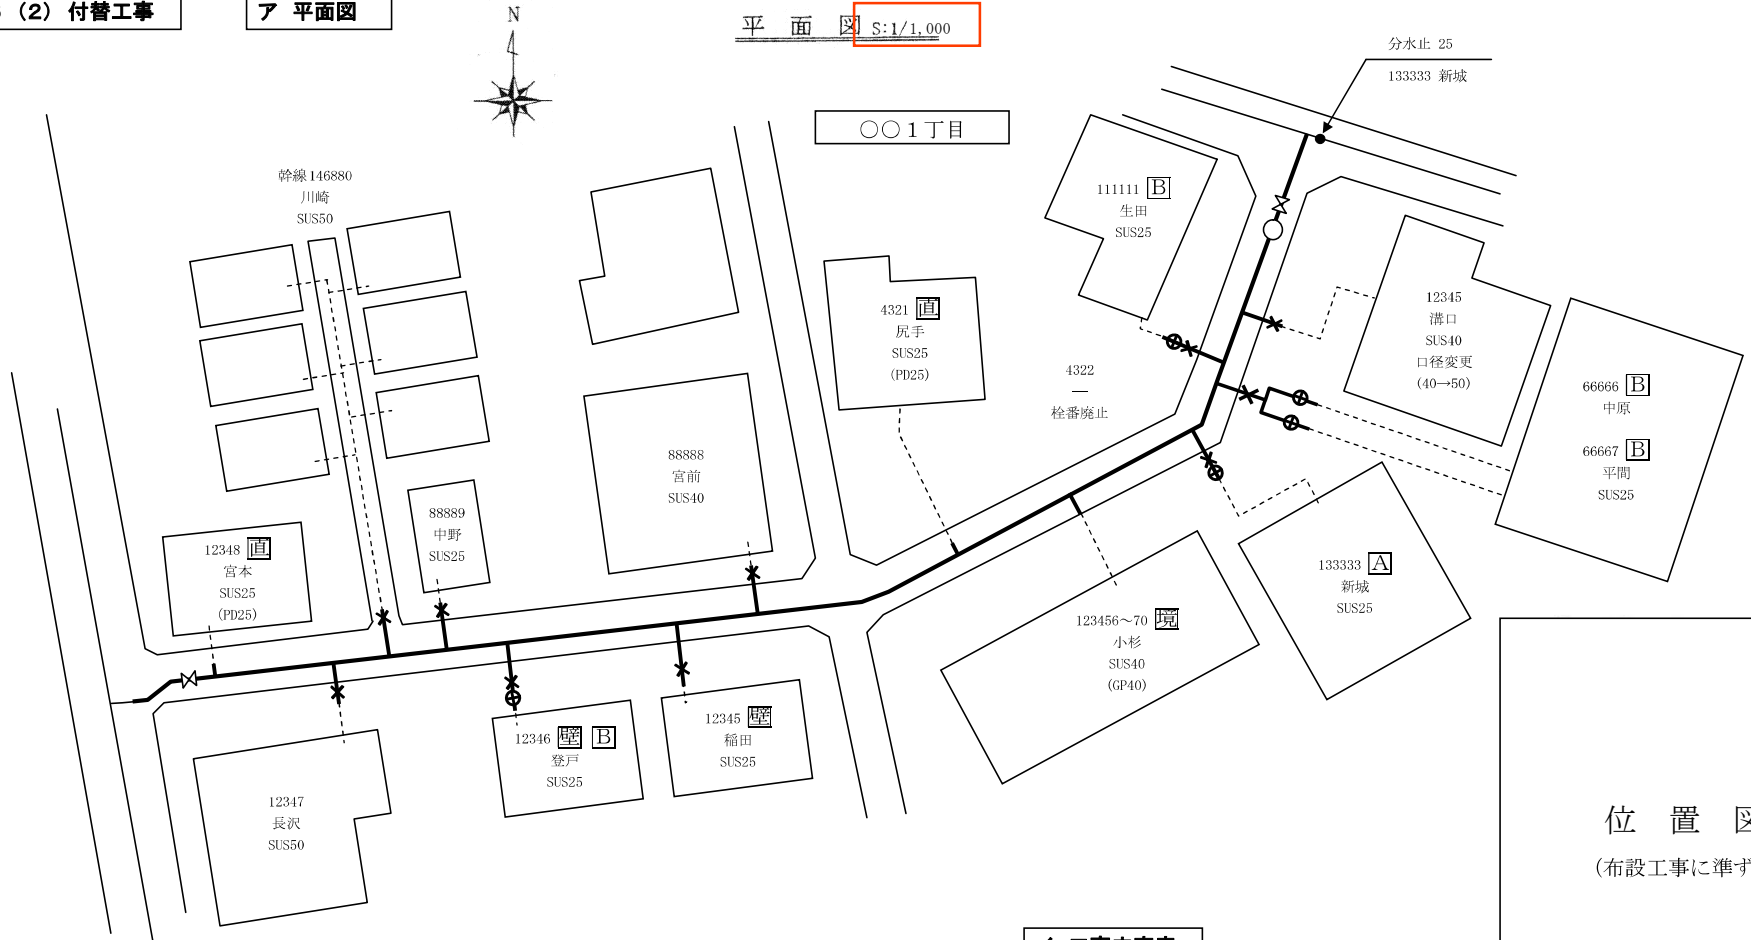 （2）付替工事
ア 平面図
N
平 面 図 S:1/1,000
分水止 25
133333 新城
○○１丁目
幹線146880
川崎
SUS50
111111 B
生田
SUS25
4321 直
尻手
SUS25
(PD25)
12345
溝口
SUS40
口径変更
(40→50)
4322
―
栓番廃止
66666 B
中原
66667 B
平間
SUS25
88888
宮前
SUS40
88889
中野
SUS25
12348 直
宮本
SUS25
(PD25)
133333 A
新城
SUS25
123456～70 境
小杉
SUS40
(GP40)
12345 壁
稲田
SUS25
12346 壁 B
登戸
SUS25
12347
長沢
SUS50
位 置 図
(布設工事に準ず